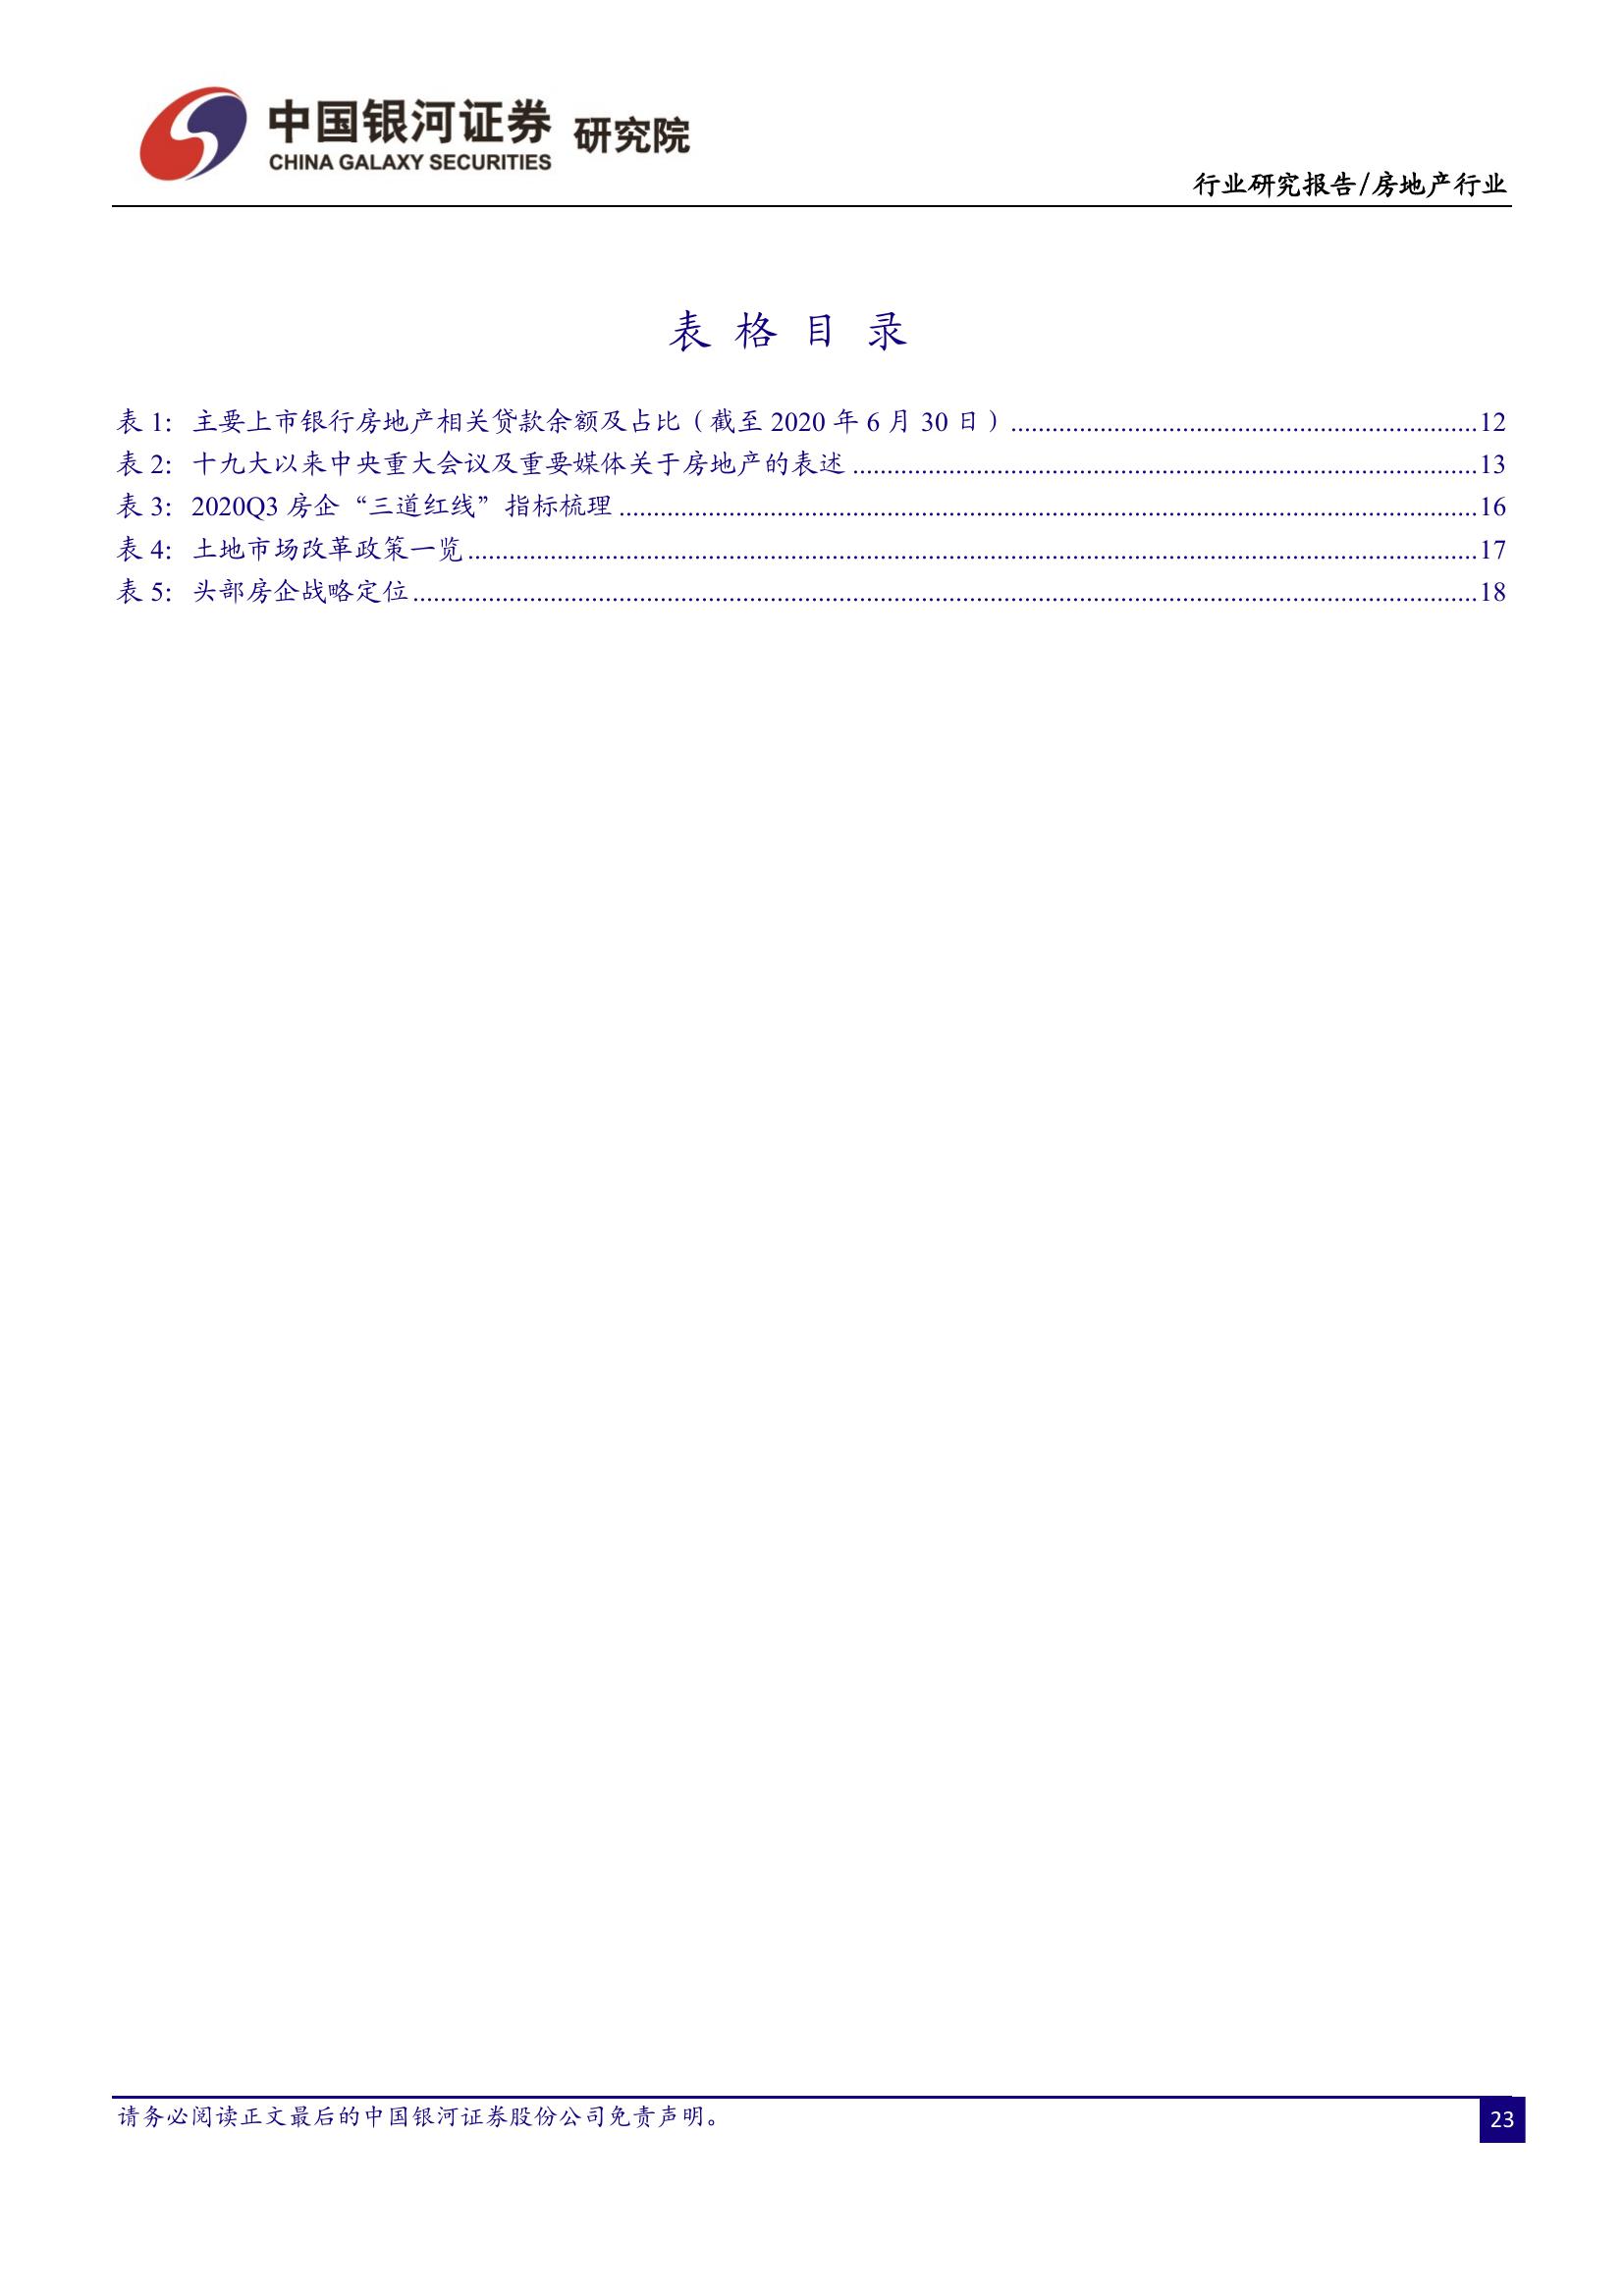 中国银河证券 研究院
CHINA GALAXY SECURITIES
行业研究报告/房地产行业
表 格 目 录
表 1: 主要上市银行房地产相关贷款余额及占比（截至 2020 年 6 月 30 日）..........12
表 2: 十九大以来中央重大会议及重要媒体关于房地产的表述..........13
表 3: 2020Q3 房企“三道红线”指标梳理..........16
表 4: 土地市场改革政策一览..........17
表 5: 头部房企战略定位..........18
请务必阅读正文最后的中国银河证券股份公司免责声明。
23